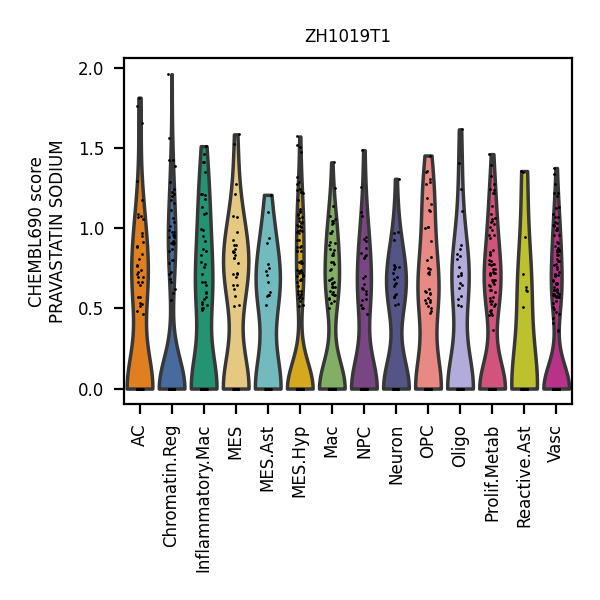 ZH1019T1
CHEMBL690 score
PRAVASTATIN SODIUM
2.0
1.5
1.0
0.5
0.0
AC
Chromatin.Reg
Inflammatory.Mac
MES
MES.Ast
MES.Hyp
Mac
NPC
Neuron
OPC
Oligo
Prolif.Metab
Reactive.Ast
Vasc